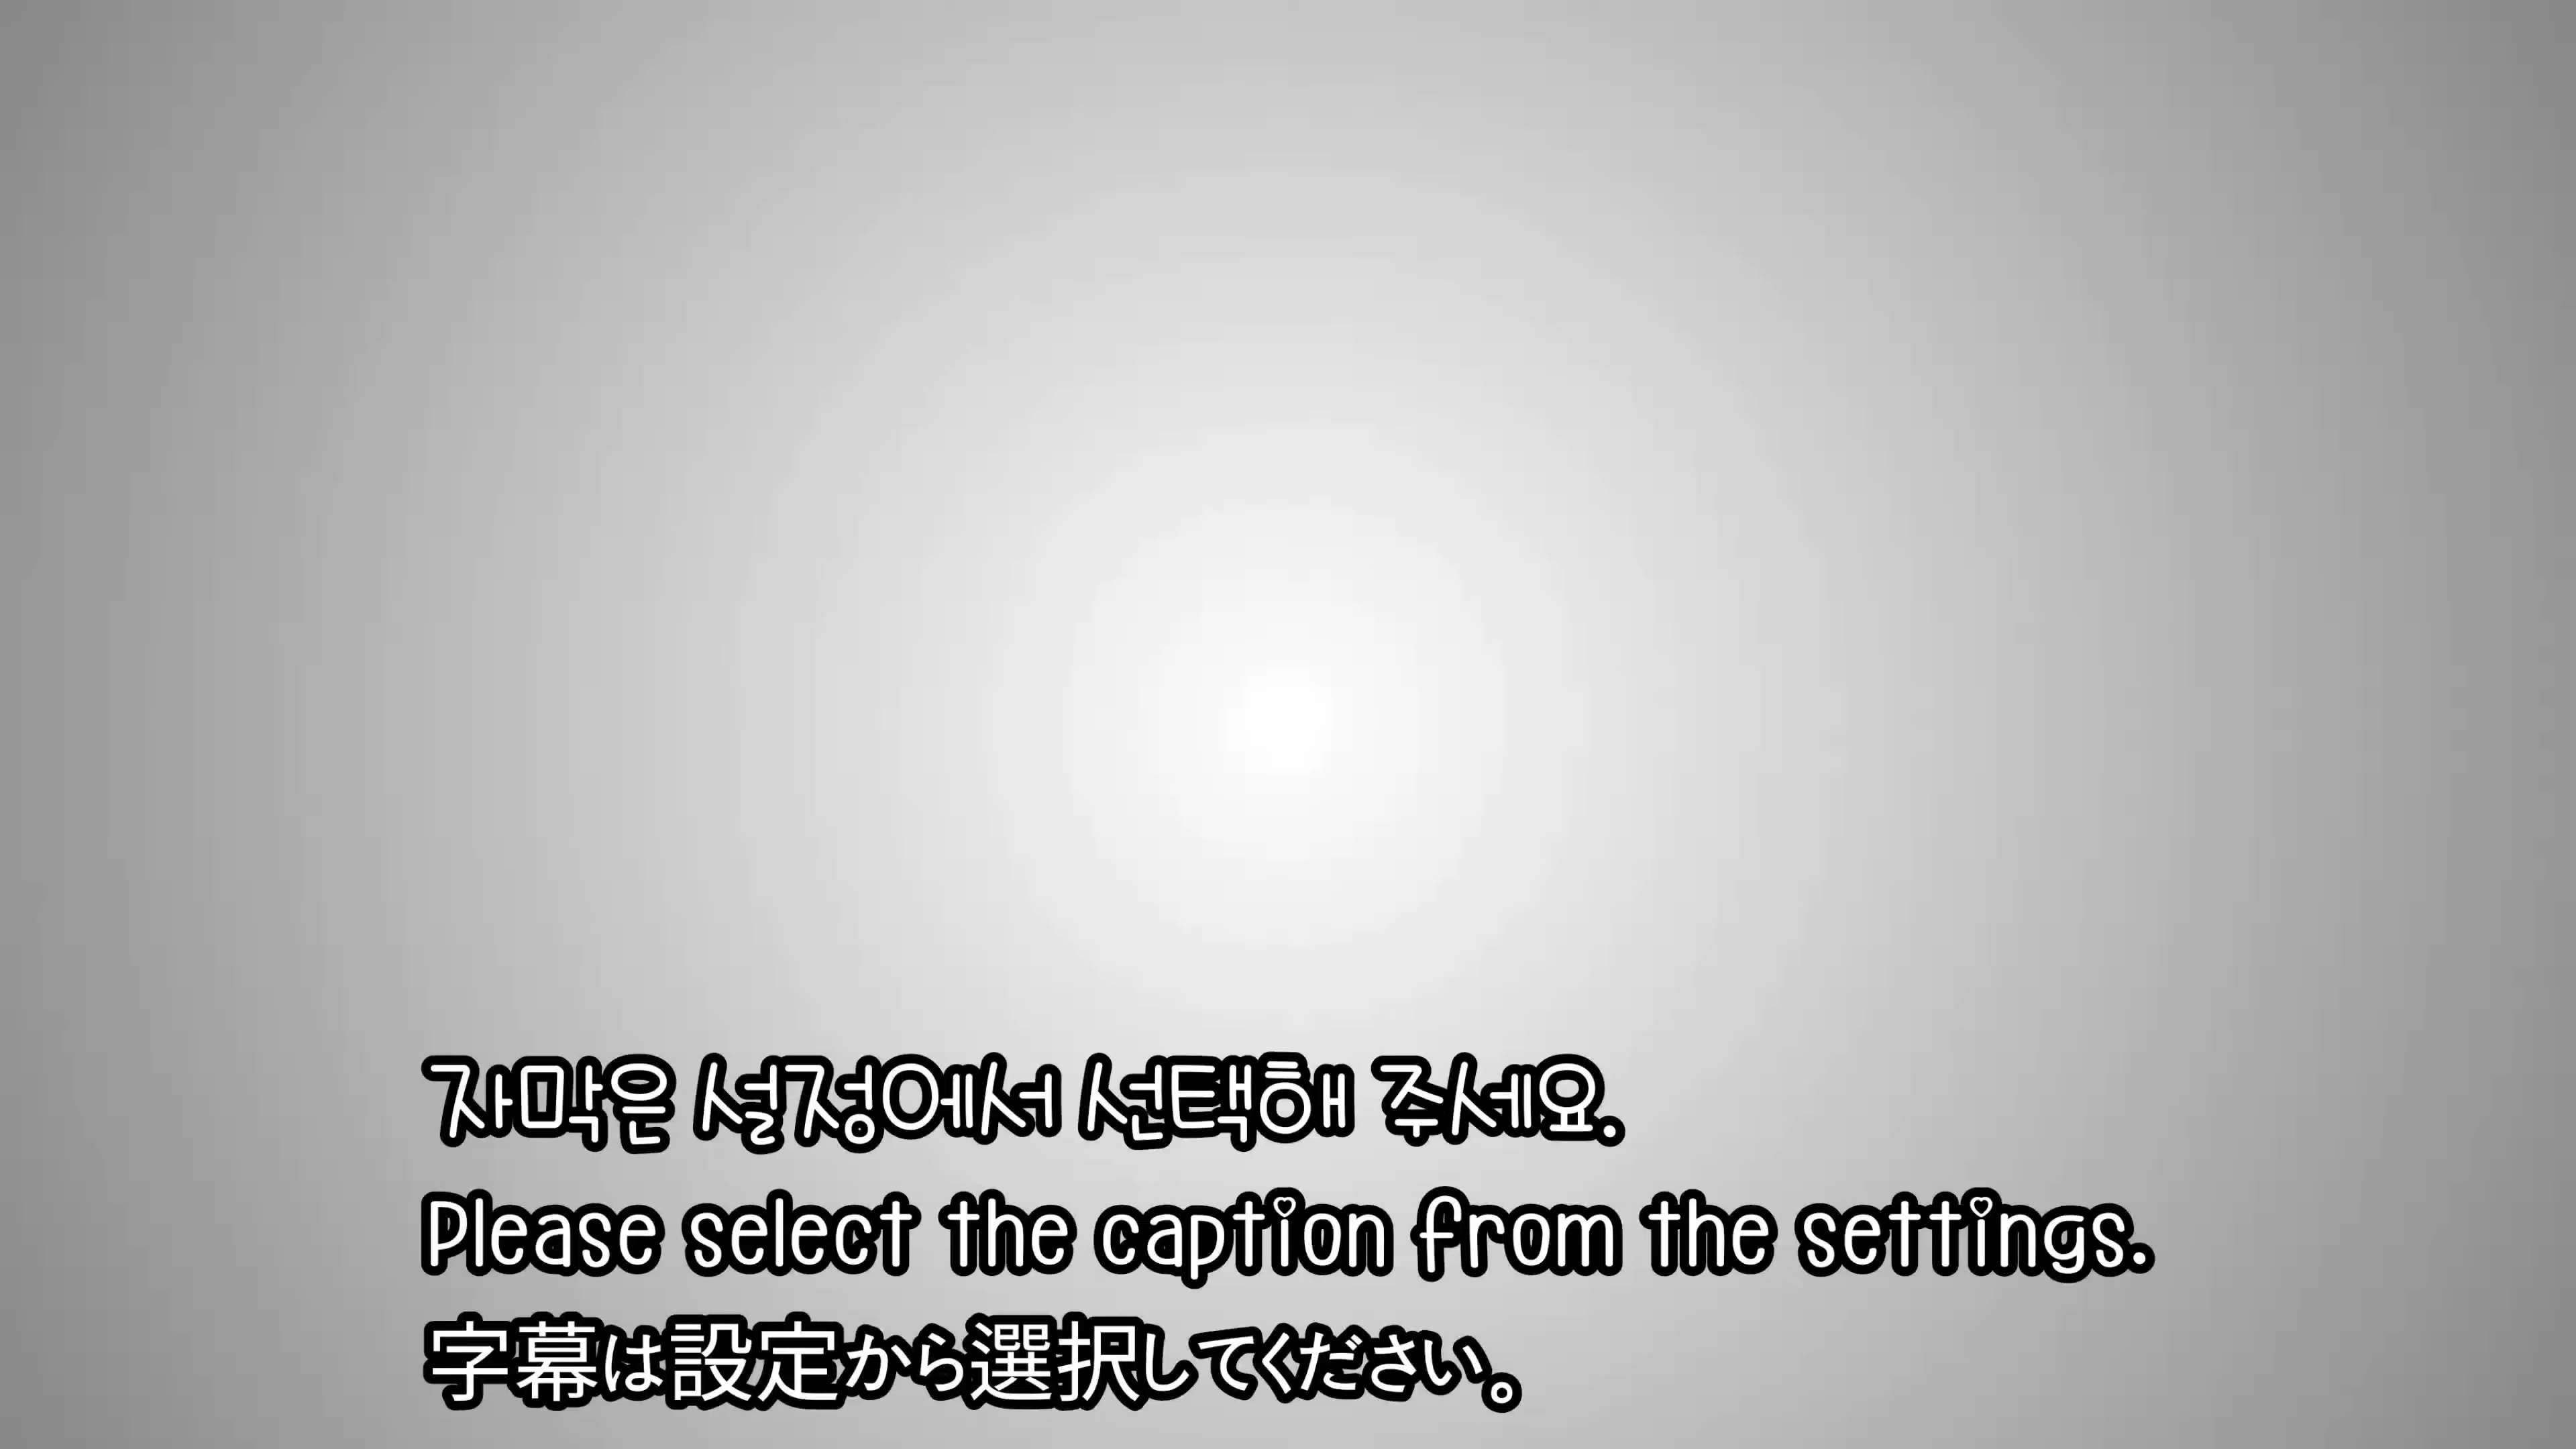 자막은 설정에서 선택해 주세요.
Please select the caption from the settings.
字幕は設定から選択してください。